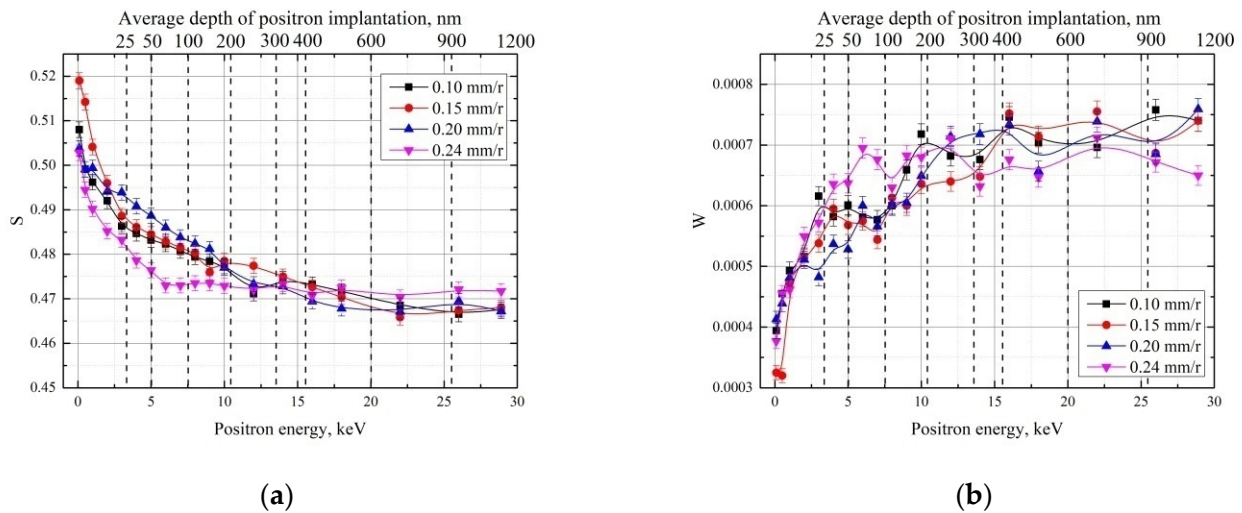 Average depth of positron implantation, nm
25 50 100 200 300 400 600 900 1200
0.52
0.51
0.50
0.49
0.48
0.47
0.46
0.45
S
0.10 mm/r
0.15 mm/r
0.20 mm/r
0.24 mm/r
0 5 10 15 20 25 30
Positron energy, keV
(a)
Average depth of positron implantation, nm
25 50 100 200 300 400 600 900 1200
0.0008
0.0007
0.0006
0.0005
0.0004
0.0003
W
0.10 mm/r
0.15 mm/r
0.20 mm/r
0.24 mm/r
0 5 10 15 20 25 30
Positron energy, keV
(b)